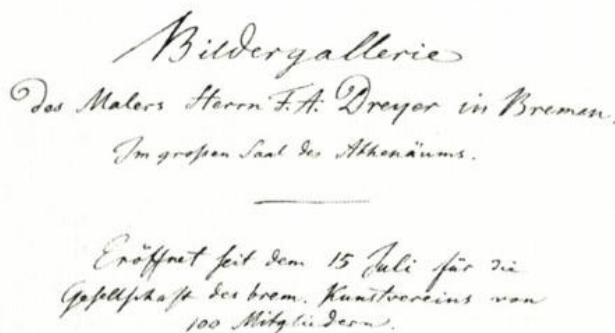 Bildergallerie
des Malers Herrn F. A. Dreyer in Bremen.
Im großen Saal des Athenäums.
Eröffnet seit dem 15 Juli für die
Gesellschaft des brem. Kunstvereins von
100 Mitgliedern.